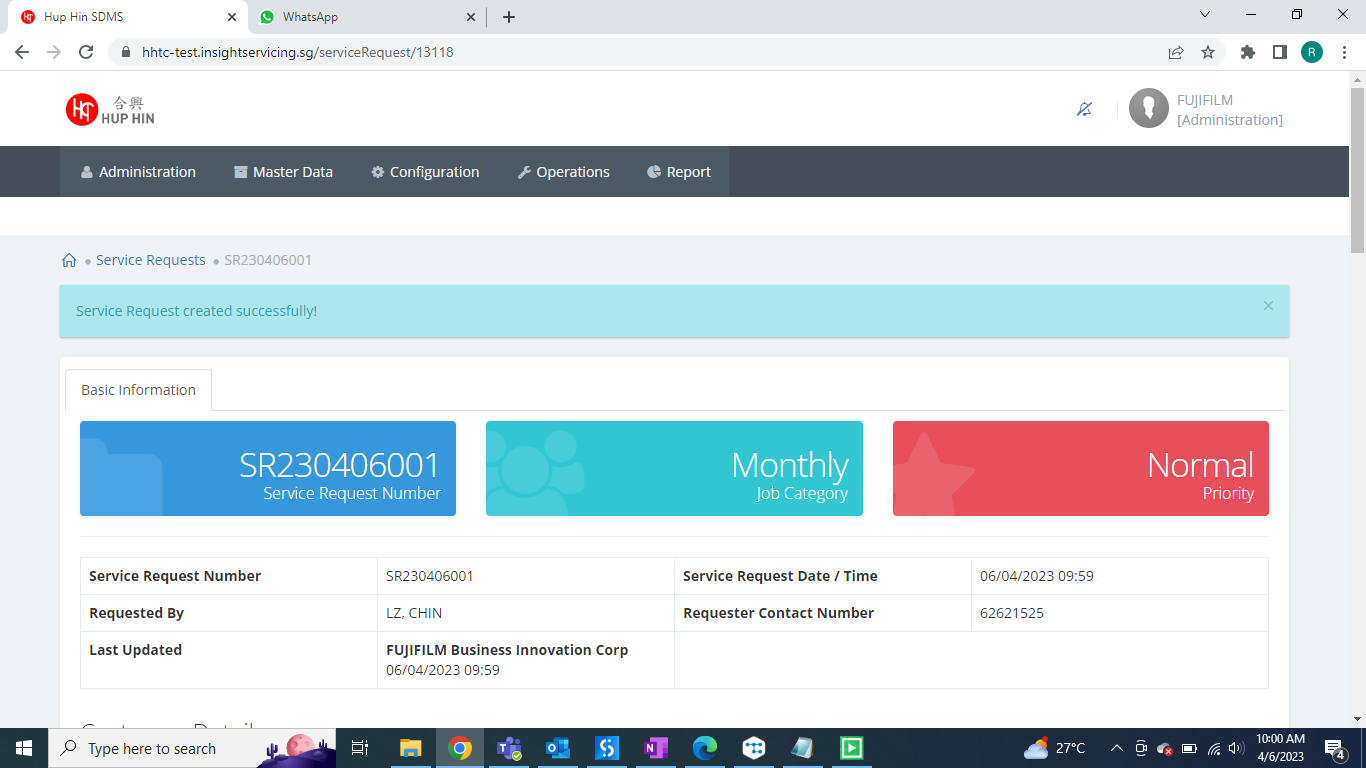 Hup Hin SDMS
WhatsApp
hhtc-test.insightservicing.sg/serviceRequest/13118
R
合興
HUP HIN
FUJIFILM
[Administration]
Administration
Master Data
Configuration
Operations
Report
Service Requests
SR230406001
Service Request created successfully!
Basic Information
SR230406001
Service Request Number
Monthly
Job Category
Normal
Priority
Service Request Number
SR230406001
Service Request Date / Time
06/04/2023 09:59
Requested By
LZ, CHIN
Requester Contact Number
62621525
Last Updated
FUJIFILM Business Innovation Corp
06/04/2023 09:59
Type here to search
27°C
10:00 AM
4/6/2023
4